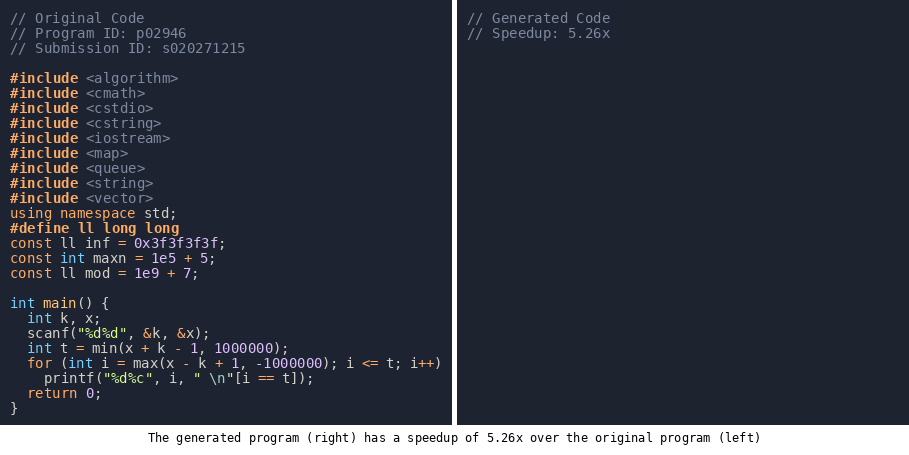 // Original Code
// Program ID: p02946
// Submission ID: s020271215
#include <algorithm>
#include <cmath>
#include <cstdio>
#include <cstring>
#include <iostream>
#include <map>
#include <queue>
#include <string>
#include <vector>
using namespace std;
#define ll long long
const ll inf = 0x3f3f3f3f;
const int maxn = 1e5 + 5;
const ll mod = 1e9 + 7;
int main() {
  int k, x;
  scanf("%d%d", &k, &x);
  int t = min(x + k - 1, 1000000);
  for (int i = max(x - k + 1, -1000000); i <= t; i++)
    printf("%d%c", i, " \n"[i == t]);
  return 0;
}
// Generated Code
// Speedup: 5.26x
The generated program (right) has a speedup of 5.26x over the original program (left)